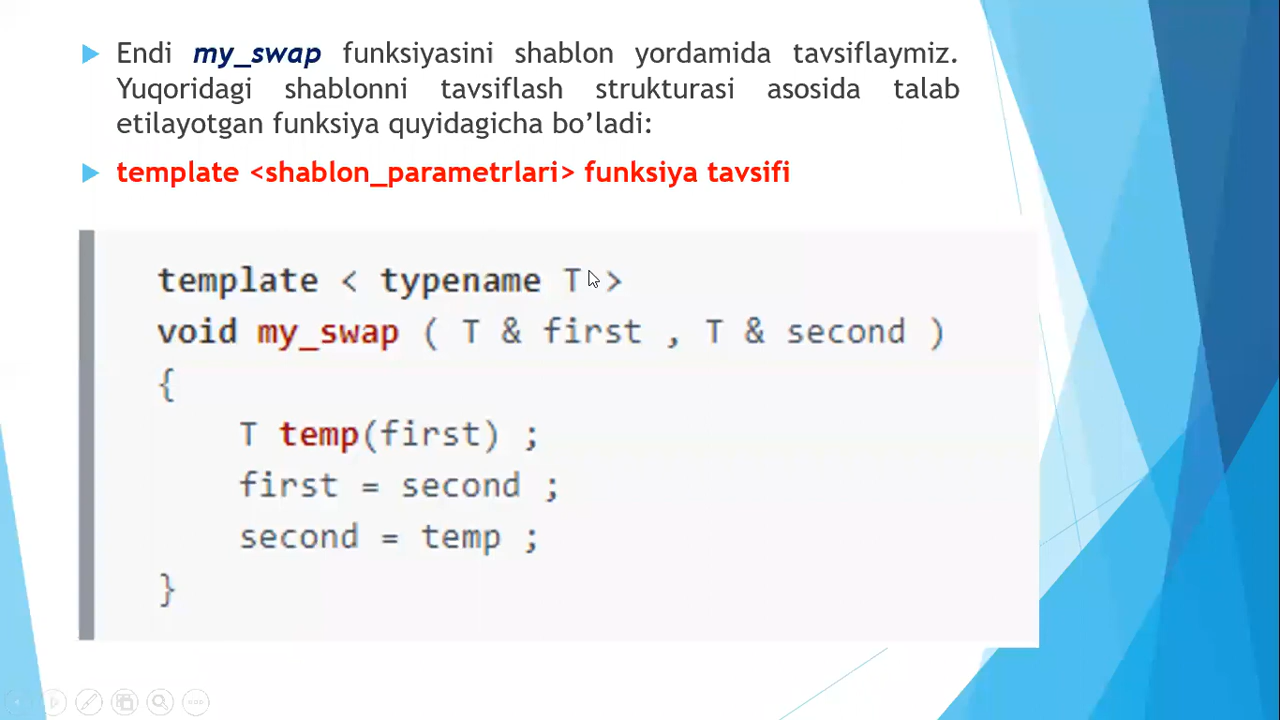 Endi my_swap funksiyasini shablon yordamida tavsiflaymiz.
Yuqoridagi shablonni tavsiflash strukturasi asosida talab
etilayotgan funksiya quyidagicha bo’ladi:
template <shablon_parametrlari> funksiya tavsifi
template < typename T >
void my_swap ( T & first , T & second )
{
    T temp(first) ;
    first = second ;
    second = temp ;
}